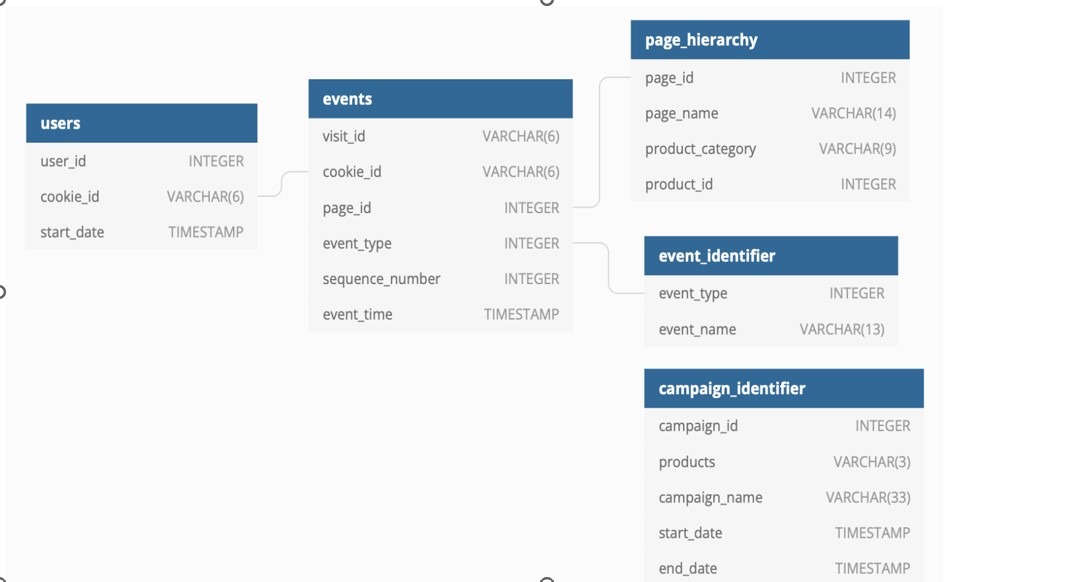 users
user_id INTEGER
cookie_id VARCHAR(6)
start_date TIMESTAMP
events
visit_id VARCHAR(6)
cookie_id VARCHAR(6)
page_id INTEGER
event_type INTEGER
sequence_number INTEGER
event_time TIMESTAMP
page_hierarchy
page_id INTEGER
page_name VARCHAR(14)
product_category VARCHAR(9)
product_id INTEGER
event_identifier
event_type INTEGER
event_name VARCHAR(13)
campaign_identifier
campaign_id INTEGER
products VARCHAR(3)
campaign_name VARCHAR(33)
start_date TIMESTAMP
end_date TIMESTAMP